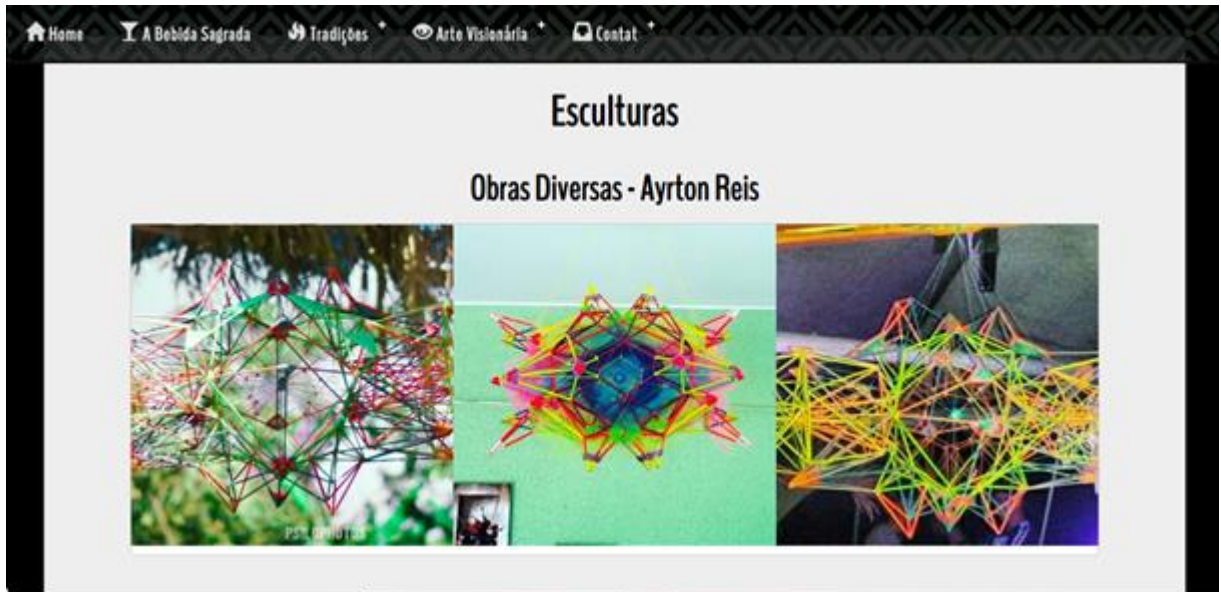 Home A Bebida Sagrada Tradições + Arte Visionária + Contat +
Esculturas
Obras Diversas - Ayrton Reis